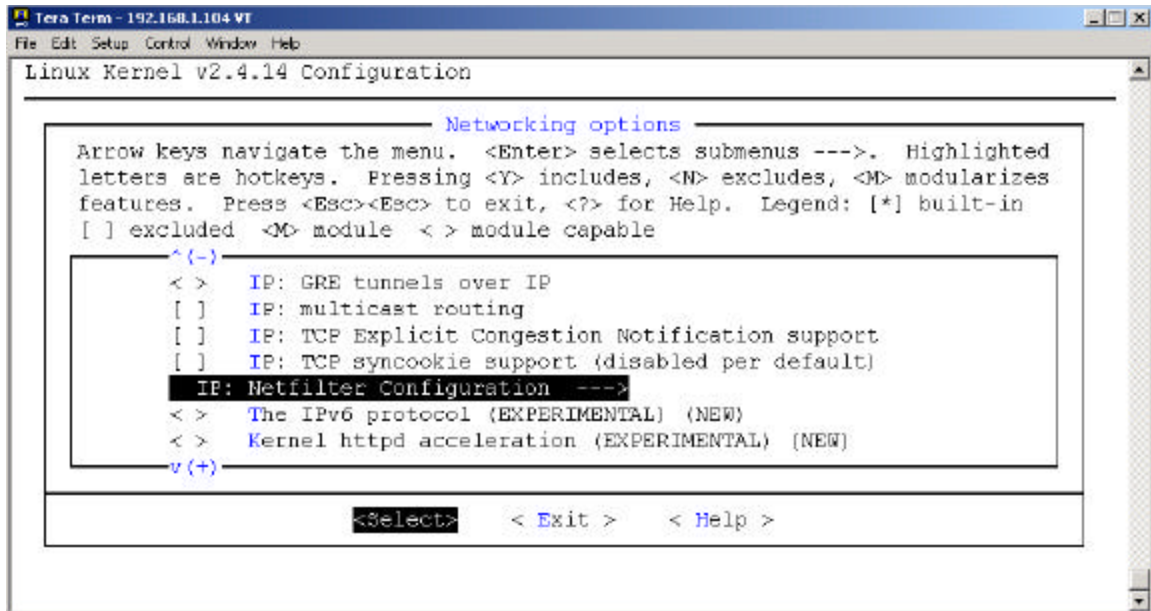 Tera Term - 192.168.1.104 VT
File Edit Setup Control Window Help
Linux Kernel v2.4.14 Configuration
Networking options
Arrow keys navigate the menu. <Enter> selects submenus --->. Highlighted
letters are hotkeys. Pressing <Y> includes, <N> excludes, <M> modularizes
features. Press <Esc><Esc> to exit, <?> for Help. Legend: [*] built-in
[ ] excluded <M> module < > module capable
^(-)
< > IP: GRE tunnels over IP
[ ] IP: multicast routing
[ ] IP: TCP Explicit Congestion Notification support
[ ] IP: TCP syncookie support (disabled per default)
IP: Netfilter Configuration --->
< > The IPv6 protocol (EXPERIMENTAL) (NEW)
< > Kernel httpd acceleration (EXPERIMENTAL) (NEW)
v(+)
<Select> < Exit > < Help >